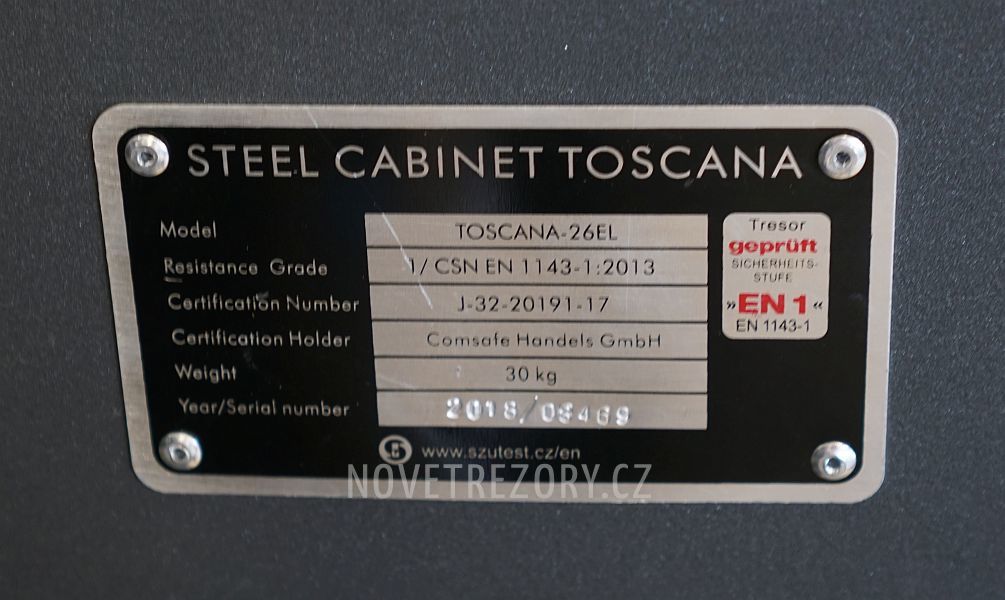 STEEL CABINET TOSCANA
Model TOSCANA-26EL
Resistance Grade 1/ CSN EN 1143-1:2013
Certification Number J-32-20191-17
Certification Holder Comsafe Handels GmbH
Weight 30 kg
Year/Serial number 2018/08469
Tresor
geprüft
SICHERHEITS-
STUFE
»EN 1«
EN 1143-1
www.szutest.cz/en
NOVETREZORY.CZ